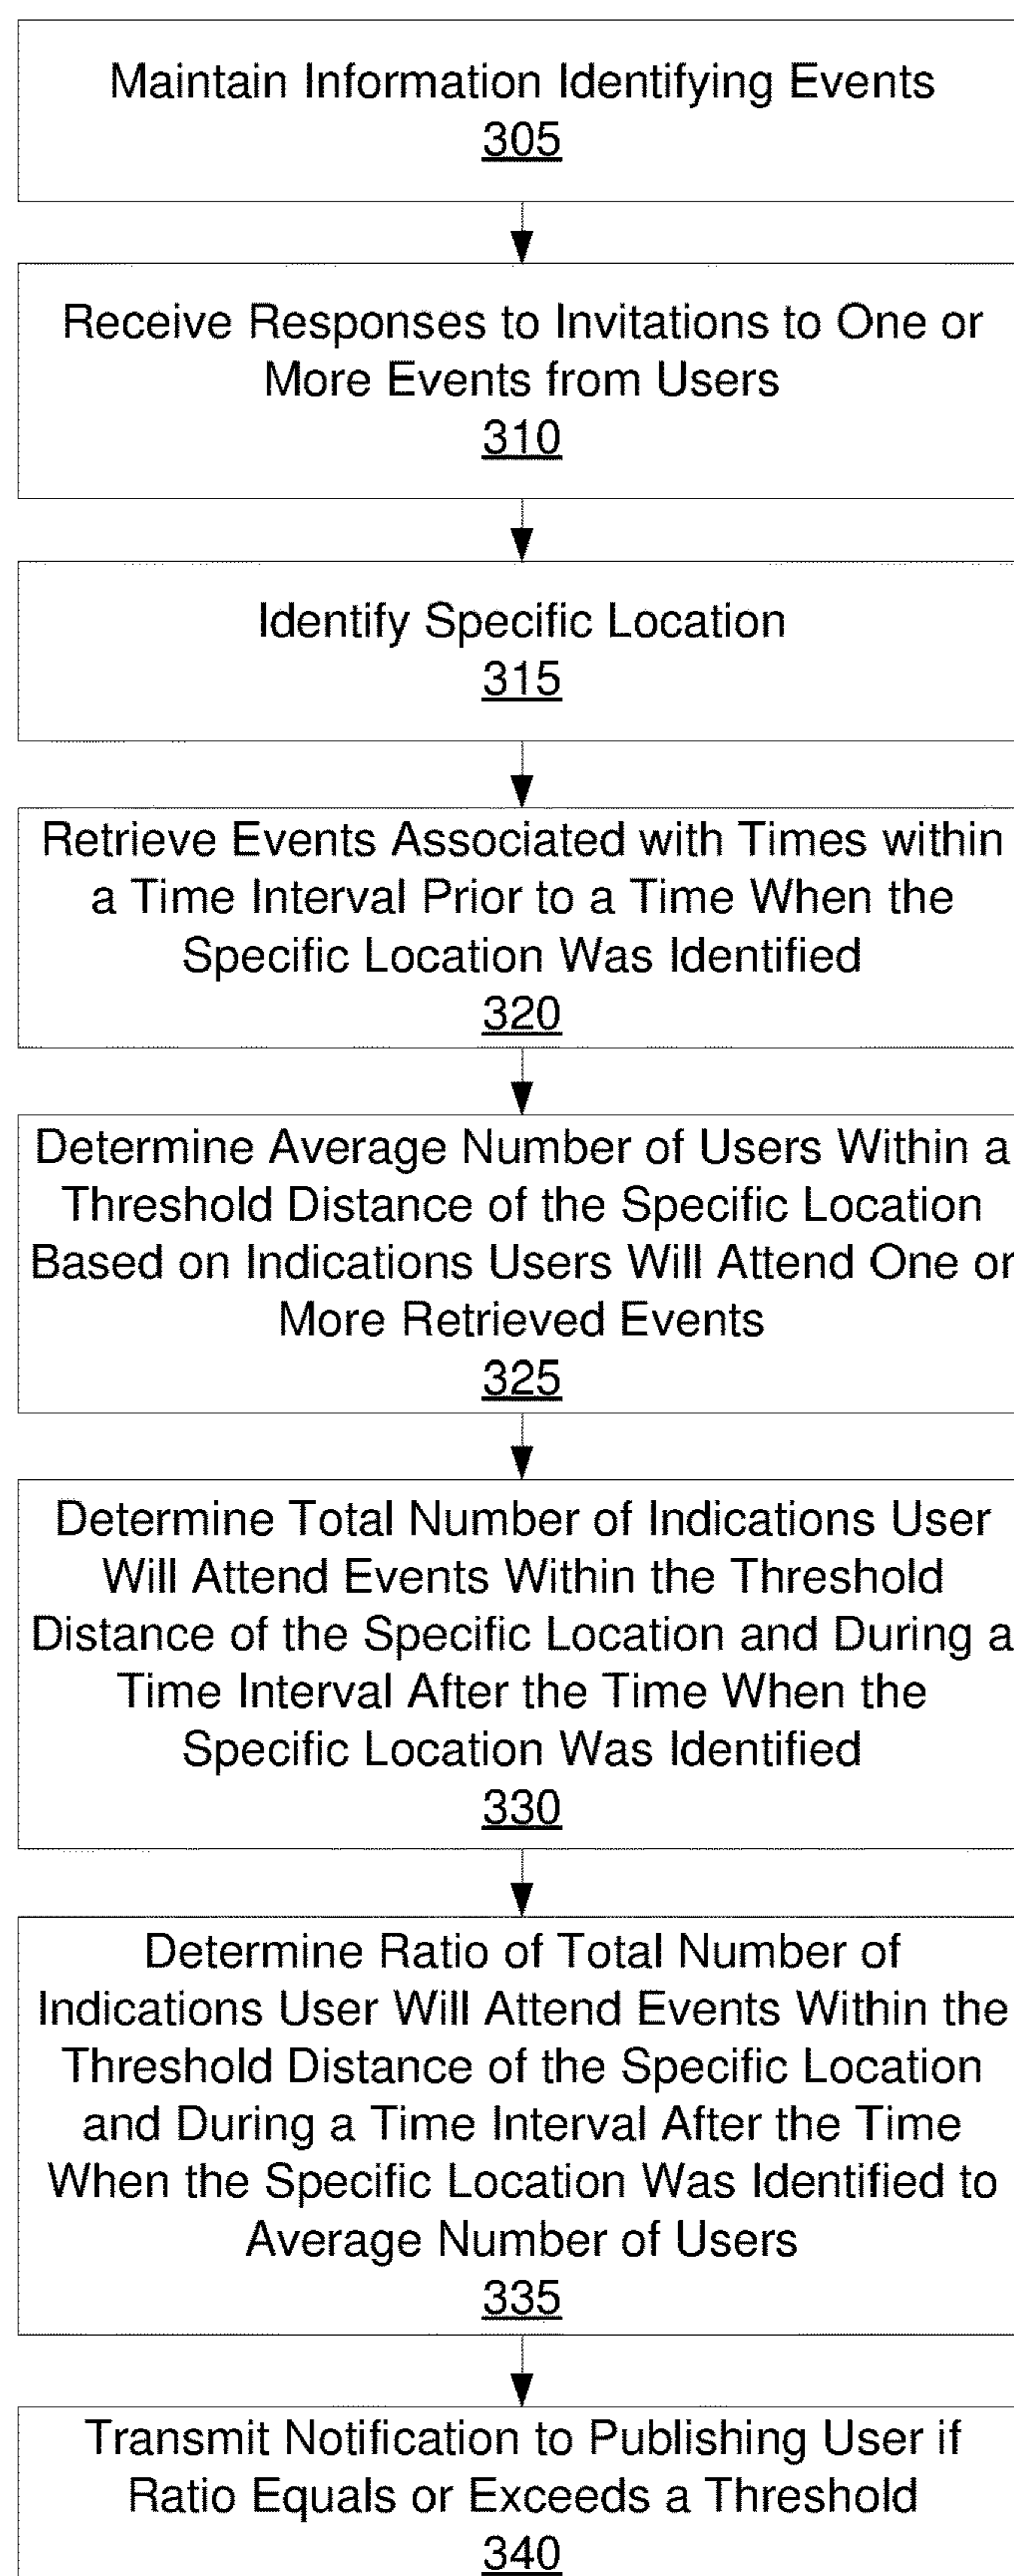 Maintain Information Identifying Events
305
Receive Responses to Invitations to One or
More Events from Users
310
Identify Specific Location
315
Retrieve Events Associated with Times within
a Time Interval Prior to a Time When the
Specific Location Was Identified
320
Determine Average Number of Users Within a
Threshold Distance of the Specific Location
Based on Indications Users Will Attend One or
More Retrieved Events
325
Determine Total Number of Indications User
Will Attend Events Within the Threshold
Distance of the Specific Location and During a
Time Interval After the Time When the
Specific Location Was Identified
330
Determine Ratio of Total Number of
Indications User Will Attend Events Within the
Threshold Distance of the Specific Location
and During a Time Interval After the Time
When the Specific Location Was Identified to
Average Number of Users
335
Transmit Notification to Publishing User if
Ratio Equals or Exceeds a Threshold
340